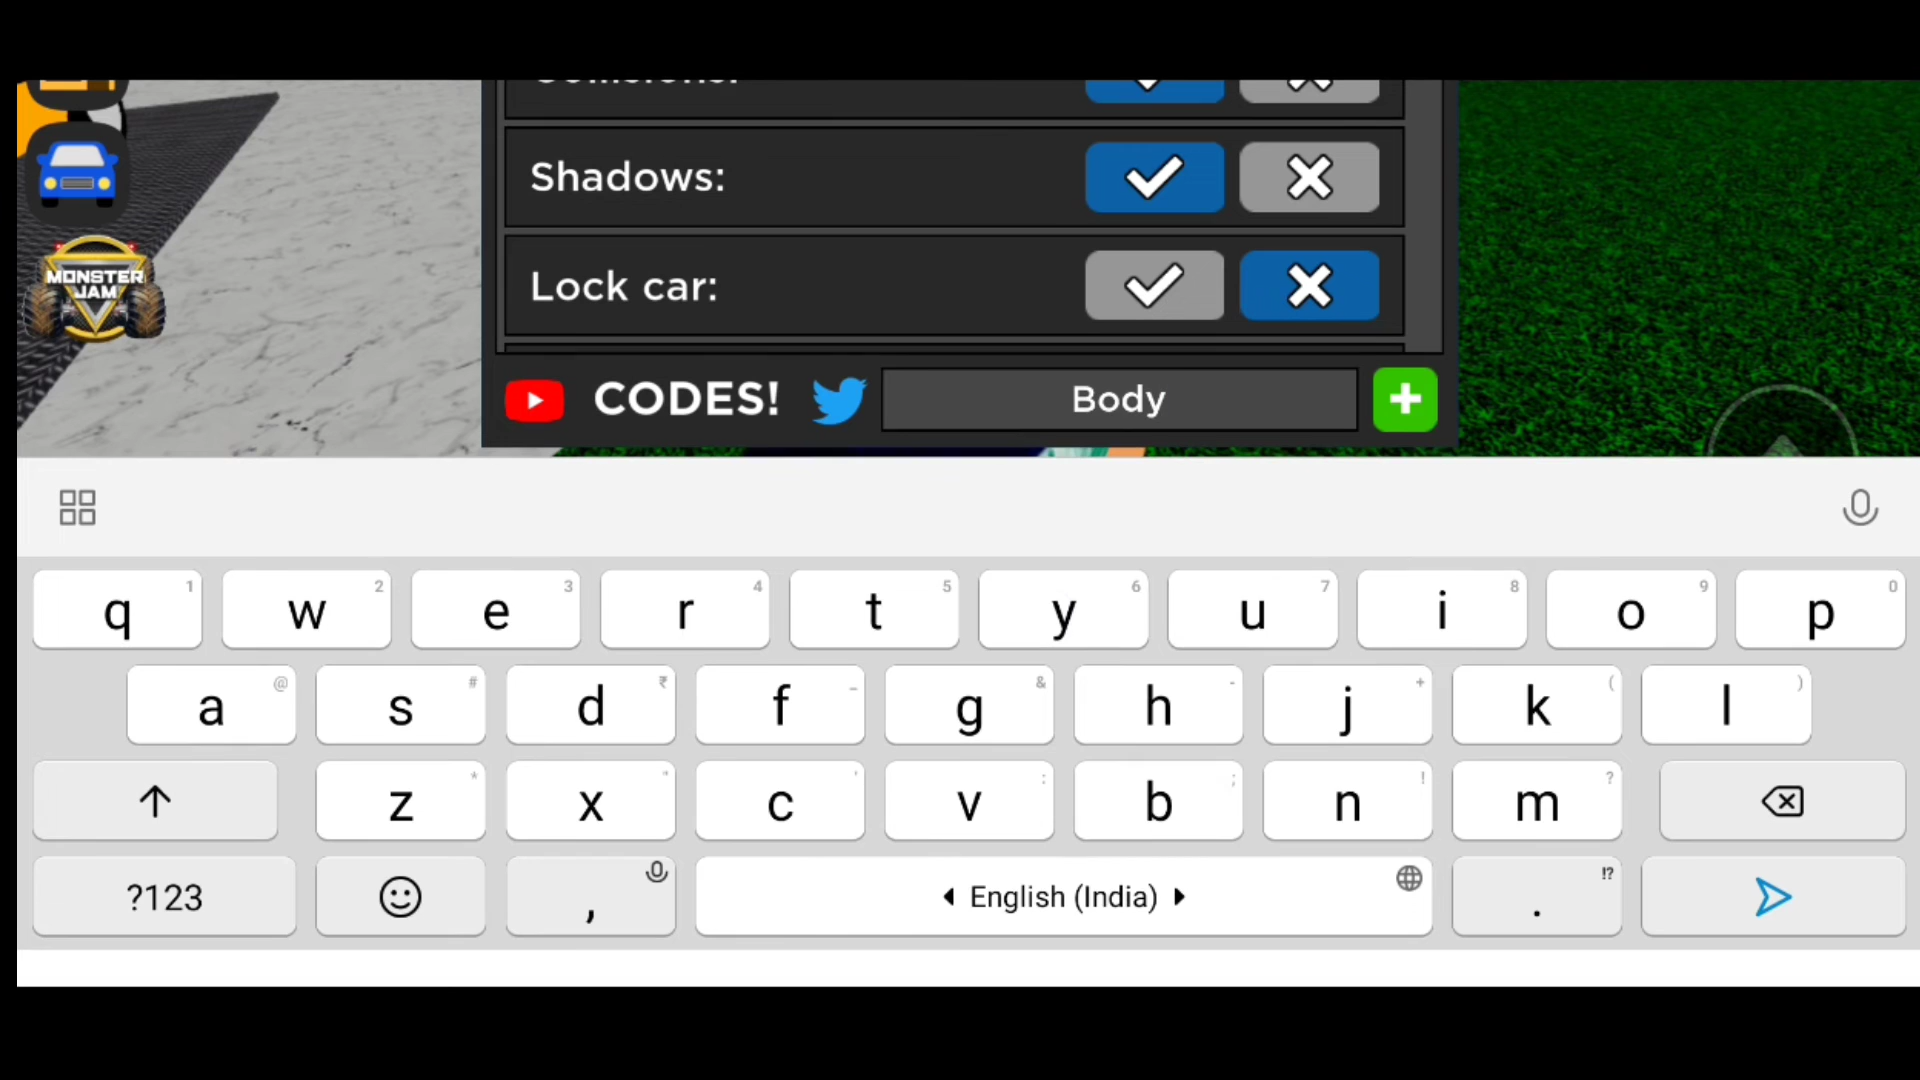 Collisions:
Shadows:
Lock car:
MONSTER
JAM
CODES!
Body
q 1 w 2 e 3 r 4 t 5 y 6 u 7 i 8 o 9 p 0
a @ s # d ₹ f _ g & h - j + k ( l )
z * x " c ' v : b ; n ! m ?
?123 , English (India) . !?